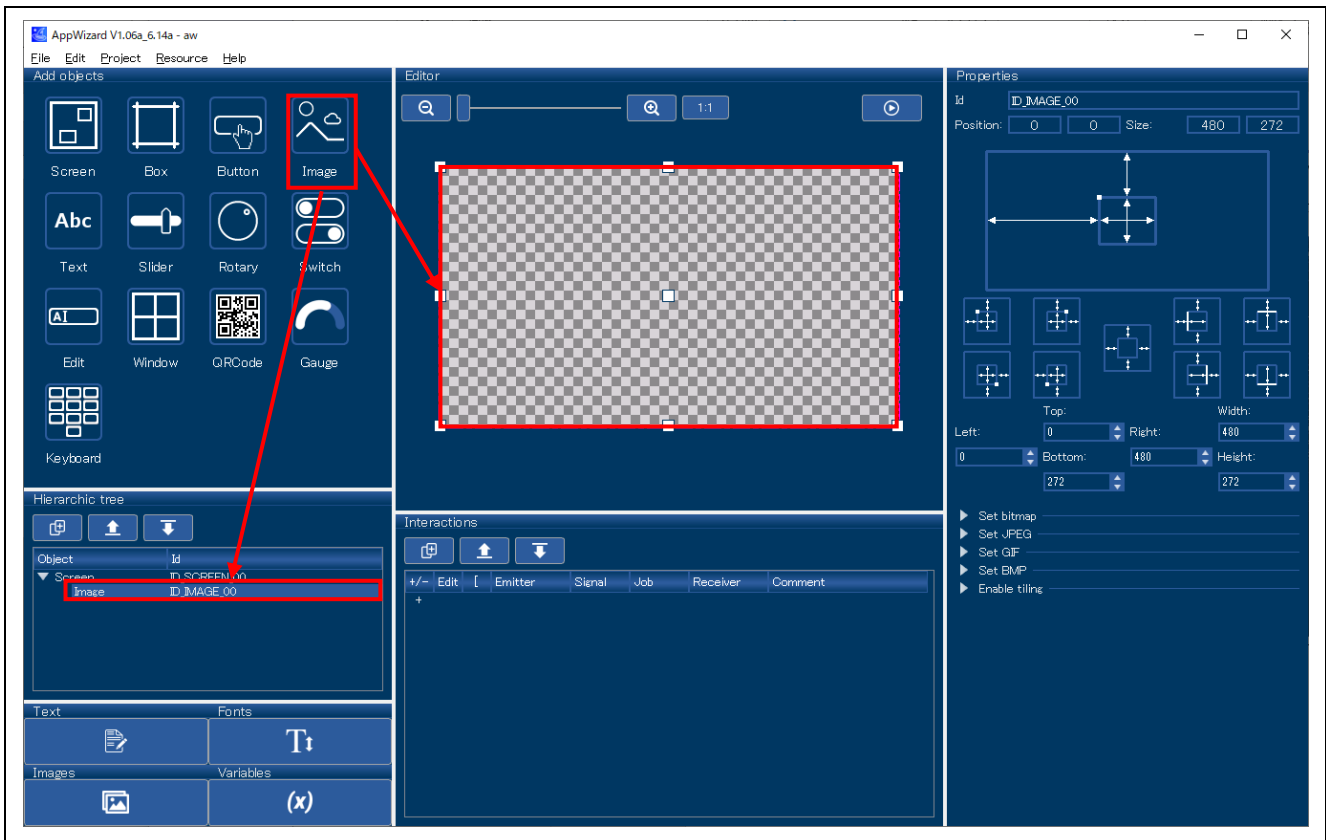 AppWizard V1.06a_6.14a - aw
File Edit Project Resource Help
Add objects
Screen Box Button Image
Abc
Text Slider Rotary Switch
AI
Edit Window QRCode Gauge
Keyboard
Hierarchic tree
Object Id
Screen ID_SCREEN_00
Image ID_IMAGE_00
Text Fonts
T
Images Variables
(x)
Editor
1:1
Interactions
+/- Edit [ Emitter Signal Job Receiver Comment
+
Properties
Id ID_IMAGE_00
Position: 0 0 Size: 480 272
Top: Width:
Left: 0 Right: 480
0 Bottom: 480 Height:
272 272
Set bitmap
Set JPEG
Set GIF
Set BMP
Enable tiling